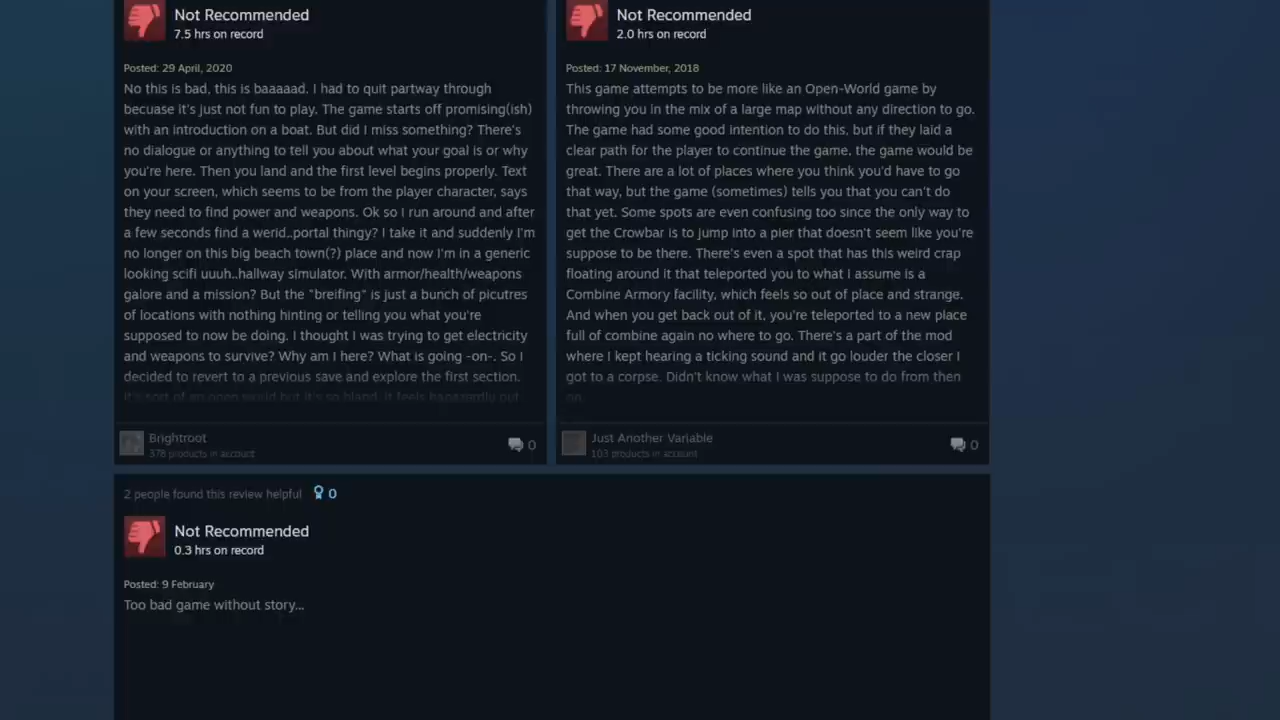 Not Recommended
7.5 hrs on record
Posted: 29 April, 2020
No this is bad, this is baaaaad. I had to quit partway through
becuase it's just not fun to play. The game starts off promising(ish)
with an introduction on a boat. But did I miss something? There's
no dialogue or anything to tell you about what your goal is or why
you're here. Then you land and the first level begins properly. Text
on your screen, which seems to be from the player character, says
they need to find power and weapons. Ok so I run around and after
a few seconds find a werid..portal thingy? I take it and suddenly I'm
no longer on this big beach town(?) place and now I'm in a generic
looking scifi uuuh..hallway simulator. With armor/health/weapons
galore and a mission? But the "breifing" is just a bunch of picutres
of locations with nothing hinting or telling you what you're
supposed to now be doing. I thought I was trying to get electricity
and weapons to survive? Why am I here? What is going -on-. So I
decided to revert to a previous save and explore the first section.
It's sort of an open world but it's so bland, it feels haphazardly out
Brightroot
378 products in account
0
Not Recommended
2.0 hrs on record
Posted: 17 November, 2018
This game attempts to be more like an Open-World game by
throwing you in the mix of a large map without any direction to go.
The game had some good intention to do this, but if they laid a
clear path for the player to continue the game, the game would be
great. There are a lot of places where you think you'd have to go
that way, but the game (sometimes) tells you that you can't do
that yet. Some spots are even confusing too since the only way to
get the Crowbar is to jump into a pier that doesn't seem like you're
suppose to be there. There's even a spot that has this weird crap
floating around it that teleported you to what I assume is a
Combine Armory facility, which feels so out of place and strange.
And when you get back out of it, you're teleported to a new place
full of combine again no where to go. There's a part of the mod
where I kept hearing a ticking sound and it go louder the closer I
got to a corpse. Didn't know what I was suppose to do from then
on.
Just Another Variable
103 products in account
0
2 people found this review helpful 0
Not Recommended
0.3 hrs on record
Posted: 9 February
Too bad game without story...